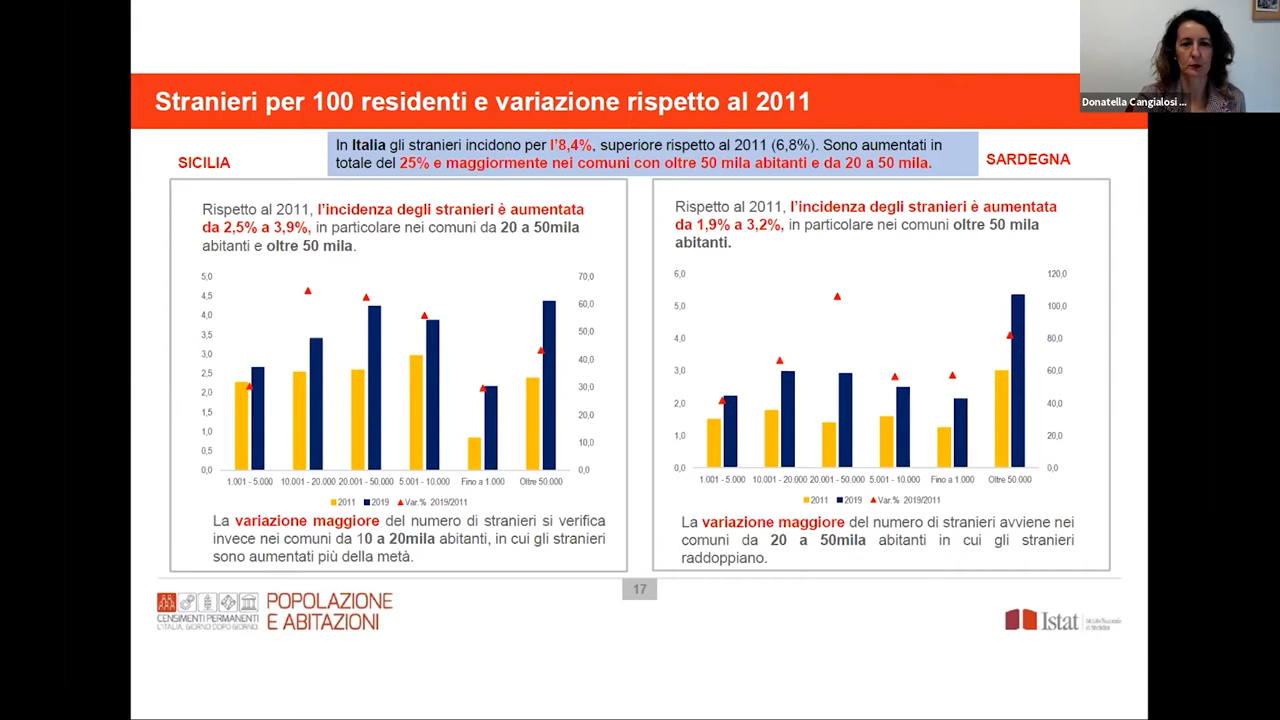 Donatella Cangialosi ...
Stranieri per 100 residenti e variazione rispetto al 2011
In Italia gli stranieri incidono per l'8,4%, superiore rispetto al 2011 (6,8%). Sono aumentati in
totale del 25% e maggiormente nei comuni con oltre 50 mila abitanti e da 20 a 50 mila.
SICILIA
Rispetto al 2011, l'incidenza degli stranieri è aumentata
da 2,5% a 3,9%, in particolare nei comuni da 20 a 50mila
abitanti e oltre 50 mila.
5,0 70,0
4,5
60,0
4,0
3,5 50,0
3,0 40,0
2,5
2,0 30,0
1,5 20,0
1,0
0,5 10,0
0,0 0,0
1.001 - 5.000 10.001 - 20.000 20.001 - 50.000 5.001 - 10.000 Fino a 1.000 Oltre 50.000
2011 2019 Var.% 2019/2011
La variazione maggiore del numero di stranieri si verifica
invece nei comuni da 10 a 20mila abitanti, in cui gli stranieri
sono aumentati più della metà.
SARDEGNA
Rispetto al 2011, l'incidenza degli stranieri è aumentata
da 1,9% a 3,2%, in particolare nei comuni oltre 50 mila
abitanti.
6,0 120,0
5,0 100,0
4,0 80,0
3,0 60,0
2,0 40,0
1,0 20,0
0,0 0,0
1.001 - 5.000 10.001 - 20.000 20.001 - 50.000 5.001 - 10.000 Fino a 1.000 Oltre 50.000
2011 2019 Var.% 2019/2011
La variazione maggiore del numero di stranieri avviene nei
comuni da 20 a 50mila abitanti in cui gli stranieri
raddoppiano.
17
CENSIMENTI PERMANENTI
L'ITALIA, GIORNO DOPO GIORNO.
POPOLAZIONE
E ABITAZIONI
Istat